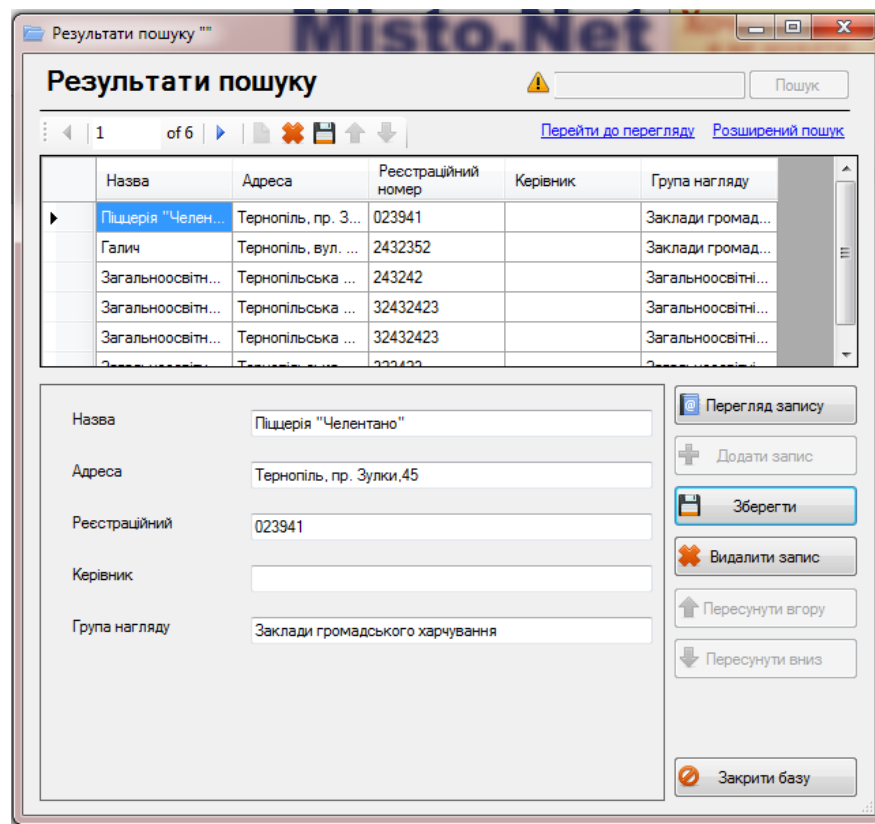 Misto.Net
Результати пошуку ""
Результати пошуку
Пошук
1 of 6
Перейти до перегляду Розширений пошук
Назва Адреса Реєстраційний номер Керівник Група нагляду
Піццерія "Челен... Тернопіль, пр. З... 023941 Заклади громад...
Галич Тернопіль, вул. ... 2432352 Заклади громад...
Загальноосвітн... Тернопільська ... 243242 Загальноосвітні...
Загальноосвітн... Тернопільська ... 32432423 Загальноосвітні...
Загальноосвітн... Тернопільська ... 32432423 Загальноосвітні...
Назва Піццерія "Челентано"
Адреса Тернопіль, пр. Злуки,45
Реєстраційний 023941
Керівник
Група нагляду Заклади громадського харчування
Перегляд запису
Додати запис
Зберегти
Видалити запис
Пересунути вгору
Пересунути вниз
Закрити базу